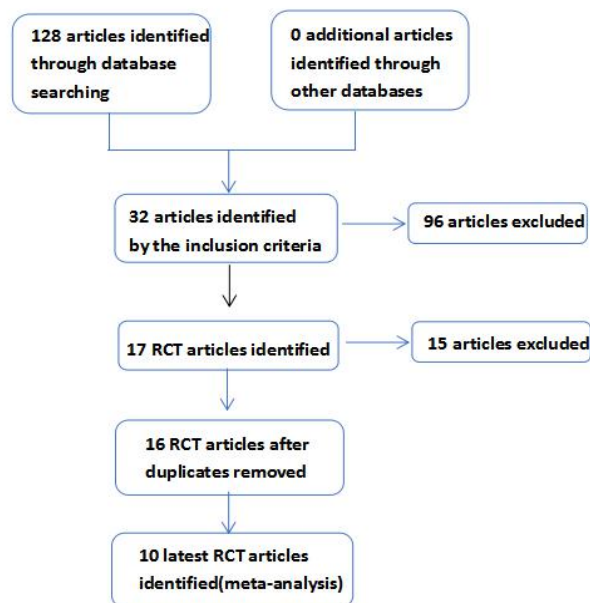 128 articles identified
through database
searching
0 additional articles
identified through
other databases
32 articles identified
by the inclusion criteria
96 articles excluded
17 RCT articles identified
15 articles excluded
16 RCT articles after
duplicates removed
10 latest RCT articles
identified(meta-analysis)